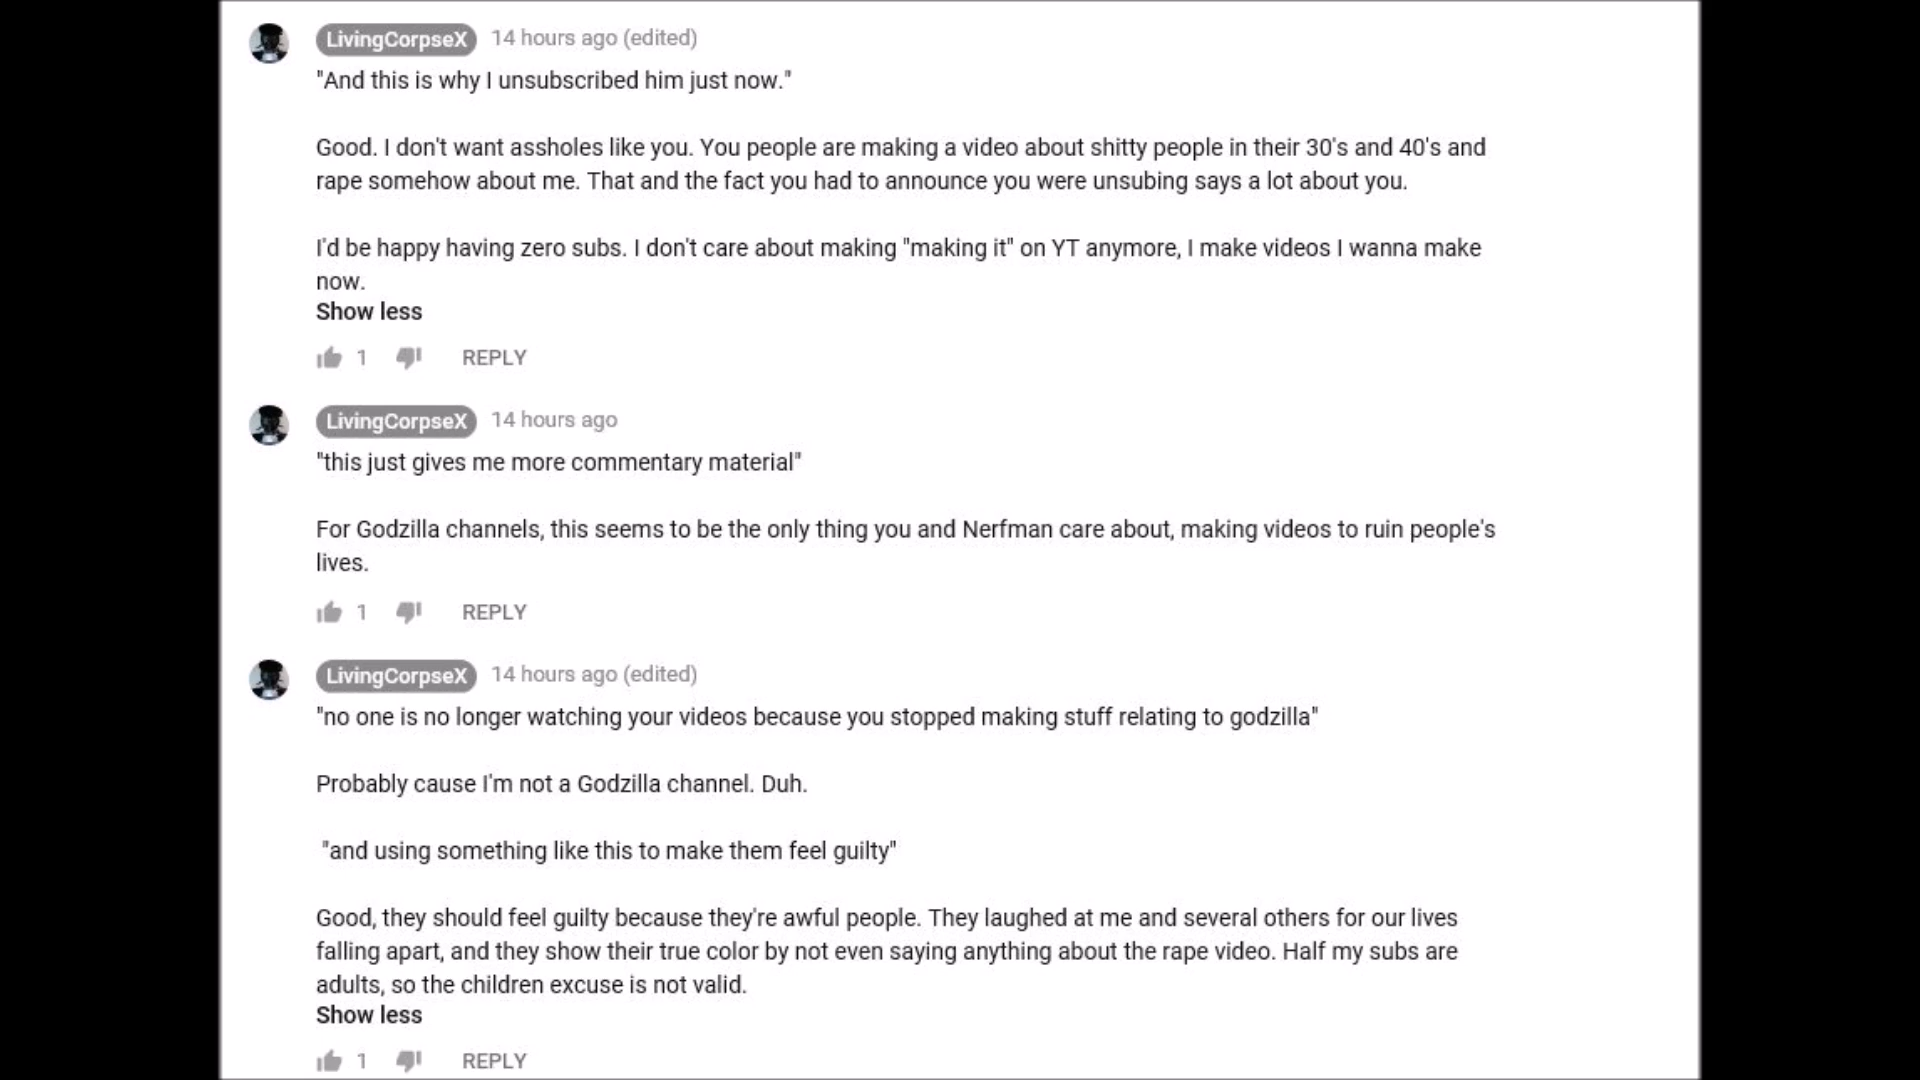 LivingCorpseX 14 hours ago (edited)
"And this is why I unsubscribed him just now."
Good. I don't want assholes like you. You people are making a video about shitty people in their 30's and 40's and
rape somehow about me. That and the fact you had to announce you were unsubing says a lot about you.
I'd be happy having zero subs. I don't care about making "making it" on YT anymore, I make videos I wanna make
now.
Show less
1 REPLY
LivingCorpseX 14 hours ago
"this just gives me more commentary material"
For Godzilla channels, this seems to be the only thing you and Nerfman care about, making videos to ruin people's
lives.
1 REPLY
LivingCorpseX 14 hours ago (edited)
"no one is no longer watching your videos because you stopped making stuff relating to godzilla"
Probably cause I'm not a Godzilla channel. Duh.
"and using something like this to make them feel guilty"
Good, they should feel guilty because they're awful people. They laughed at me and several others for our lives
falling apart, and they show their true color by not even saying anything about the rape video. Half my subs are
adults, so the children excuse is not valid.
Show less
1 REPLY